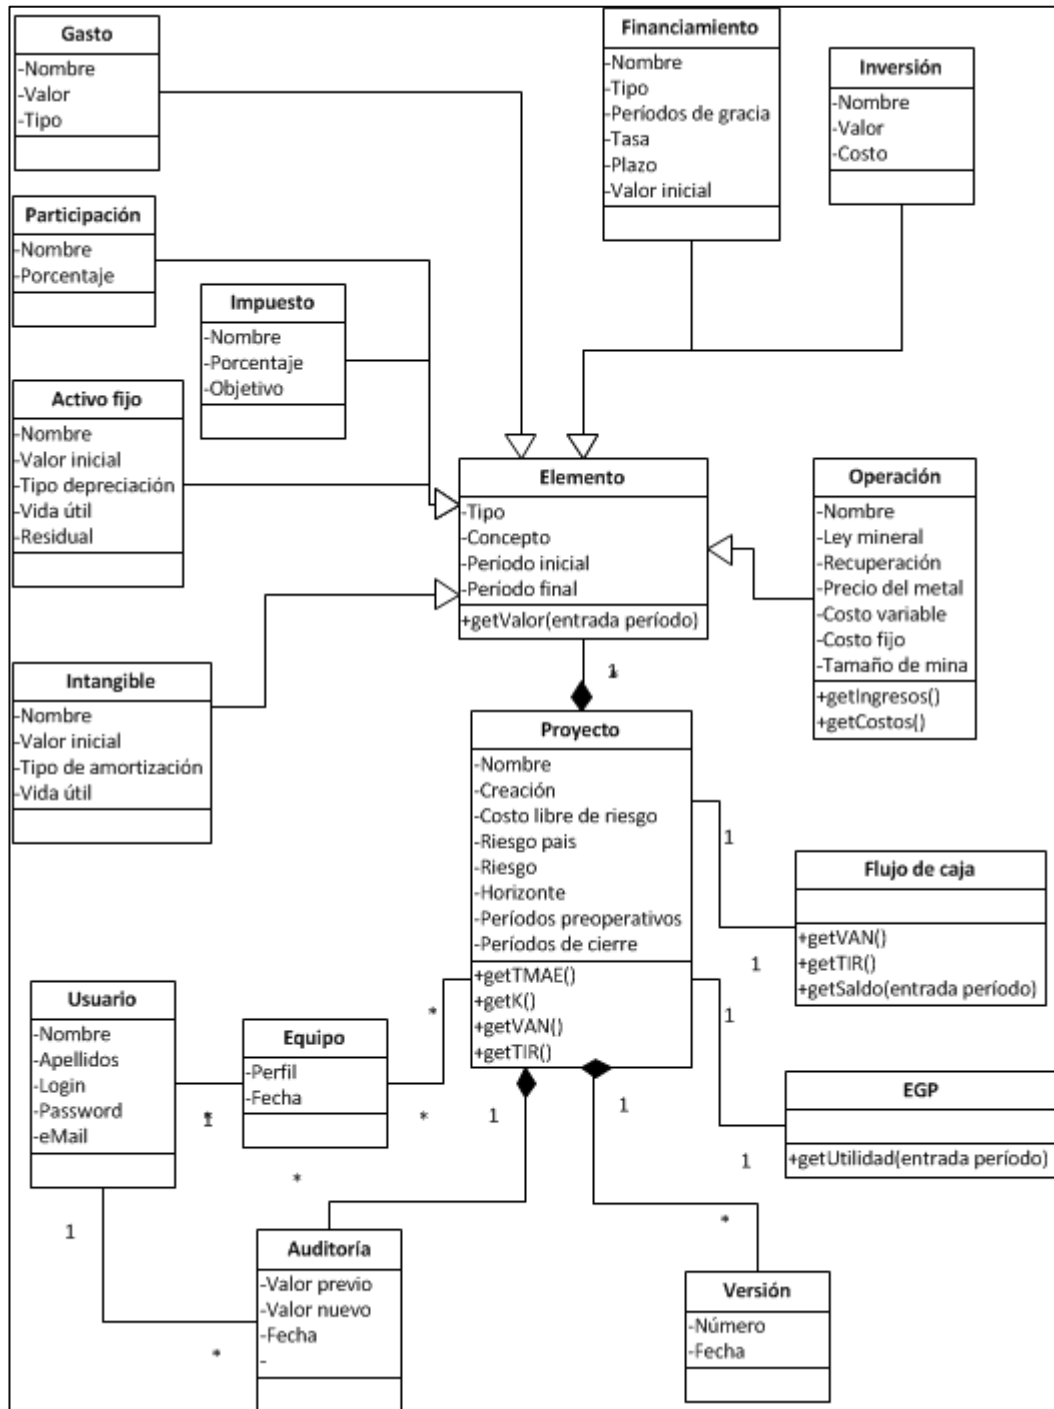 Gasto
-Nombre
-Valor
-Tipo
Financiamiento
-Nombre
-Tipo
-Períodos de gracia
-Tasa
-Plazo
-Valor inicial
Inversión
-Nombre
-Valor
-Costo
Participación
-Nombre
-Porcentaje
Impuesto
-Nombre
-Porcentaje
-Objetivo
Activo fijo
-Nombre
-Valor inicial
-Tipo depreciación
-Vida útil
-Residual
Elemento
-Tipo
-Concepto
-Periodo inicial
-Periodo final
+getValor(entrada período)
Operación
-Nombre
-Ley mineral
-Recuperación
-Precio del metal
-Costo variable
-Costo fijo
-Tamaño de mina
+getIngresos()
+getCostos()
Intangible
-Nombre
-Valor inicial
-Tipo de amortización
-Vida útil
1
Proyecto
-Nombre
-Creación
-Costo libre de riesgo
-Riesgo pais
-Riesgo
-Horizonte
-Períodos preoperativos
-Períodos de cierre
+getTMAE()
+getK()
+getVAN()
+getTIR()
1
Flujo de caja
+getVAN()
+getTIR()
+getSaldo(entrada período)
1
1
EGP
+getUtilidad(entrada período)
1
Usuario
-Nombre
-Apellidos
-Login
-Password
-eMail
Equipo
-Perfil
-Fecha
*
*
1
1
1
*
1
*
Auditoría
-Valor previo
-Valor nuevo
-Fecha
-
*
*
Versión
-Número
-Fecha